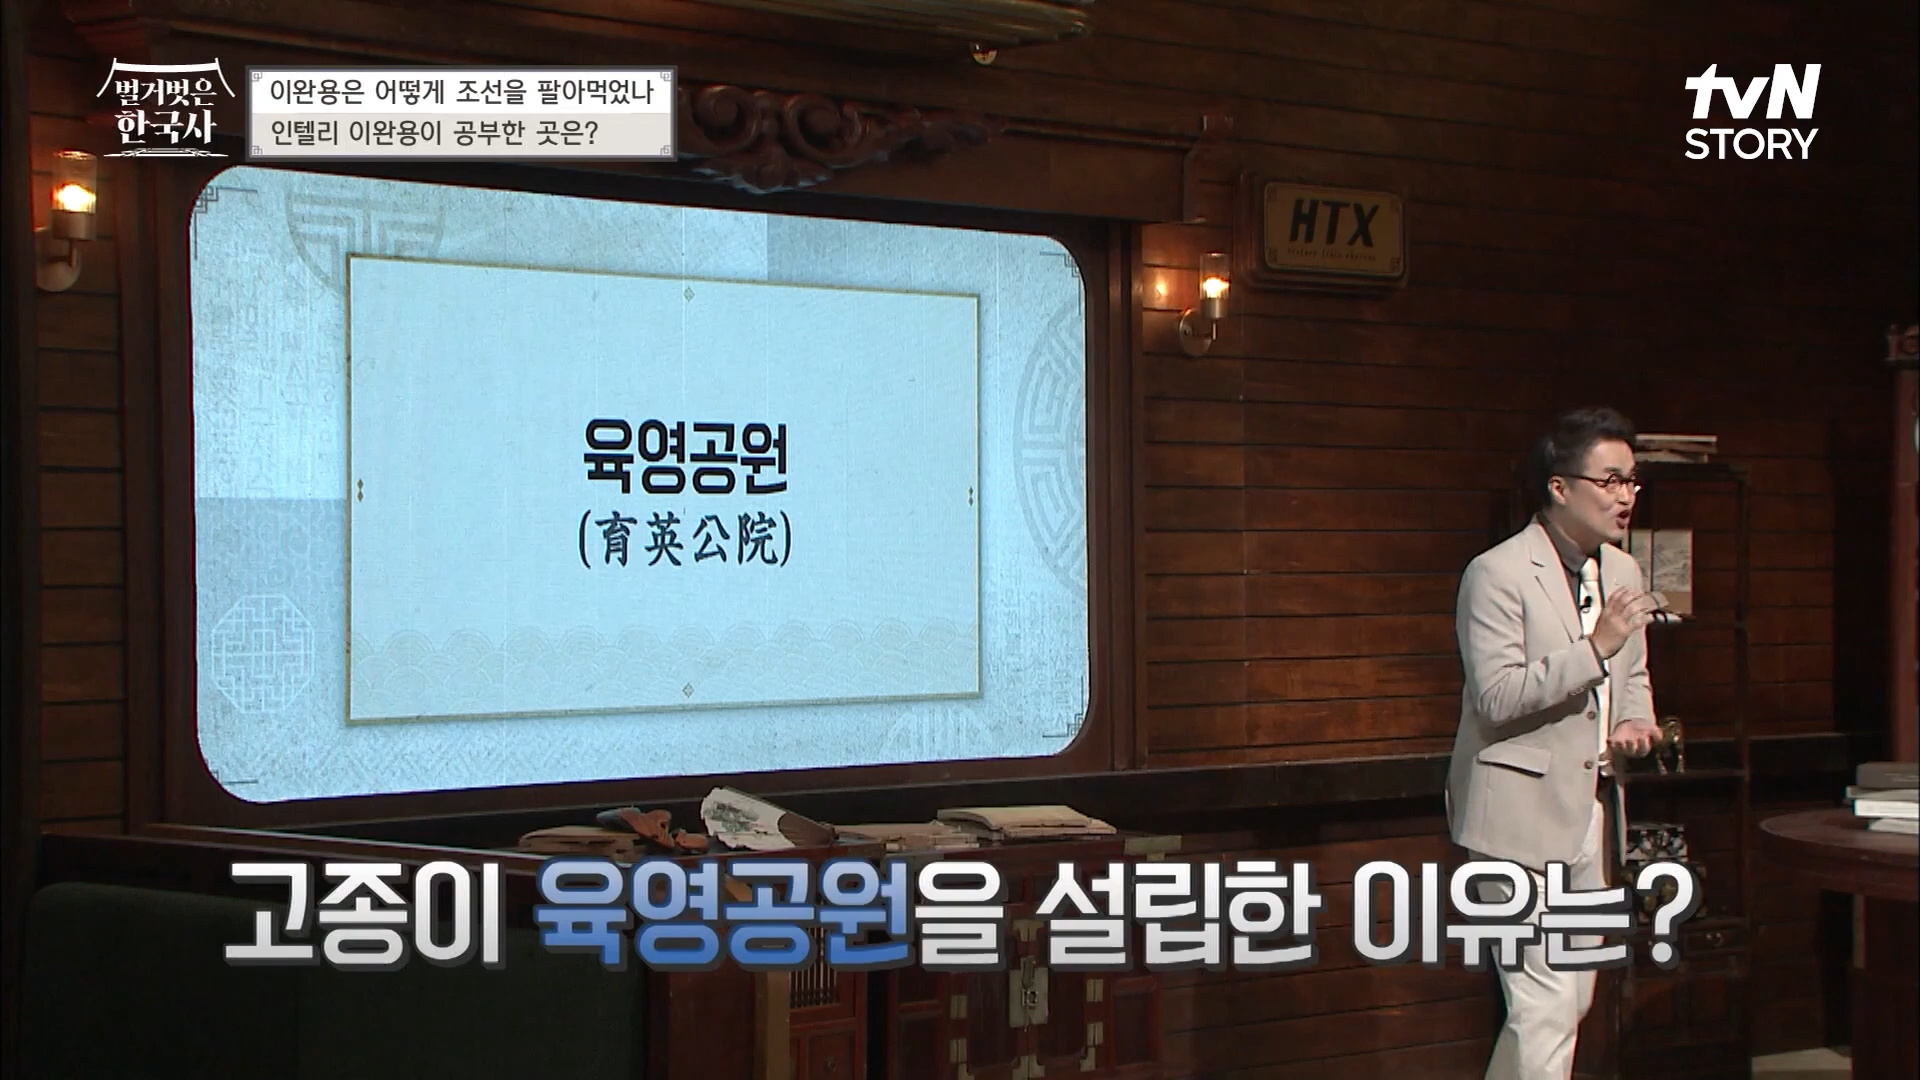 벌거벗은
한국사
이완용은 어떻게 조선을 팔아먹었나
인텔리 이완용이 공부한 곳은?
tvN
STORY
HTX
육영공원
(育英公院)
고종이 육영공원을 설립한 이유는?